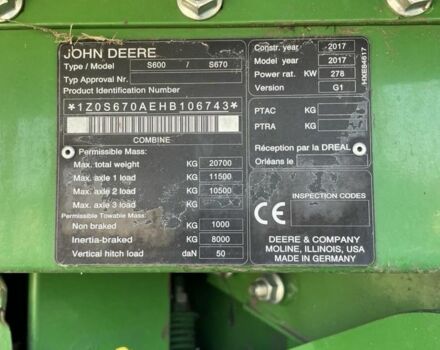 JOHN DEERE
Type / Model S600 / S670
Typ Approval Nr.
Product Identification Number
*1Z0S670AEHB106743*
COMBINE
Permissible Mass:
Max. total weight KG 20700
Max. axle 1 load KG 11500
Max. axle 2 load KG 10500
Max. axle 3 load KG
Permissible Towable Mass:
Non braked KG 1000
Inertia-braked KG 8000
Vertical hitch load daN 50
Constr. year 2017
Model year 2017
Power rat. KW 278
Version G1
PTAC KG
PTRA KG
Réception par la DREAL
Orléans le
INSPECTION CODES
CE
DEERE & COMPANY
MOLINE, ILLINOIS, USA
MADE IN GERMANY